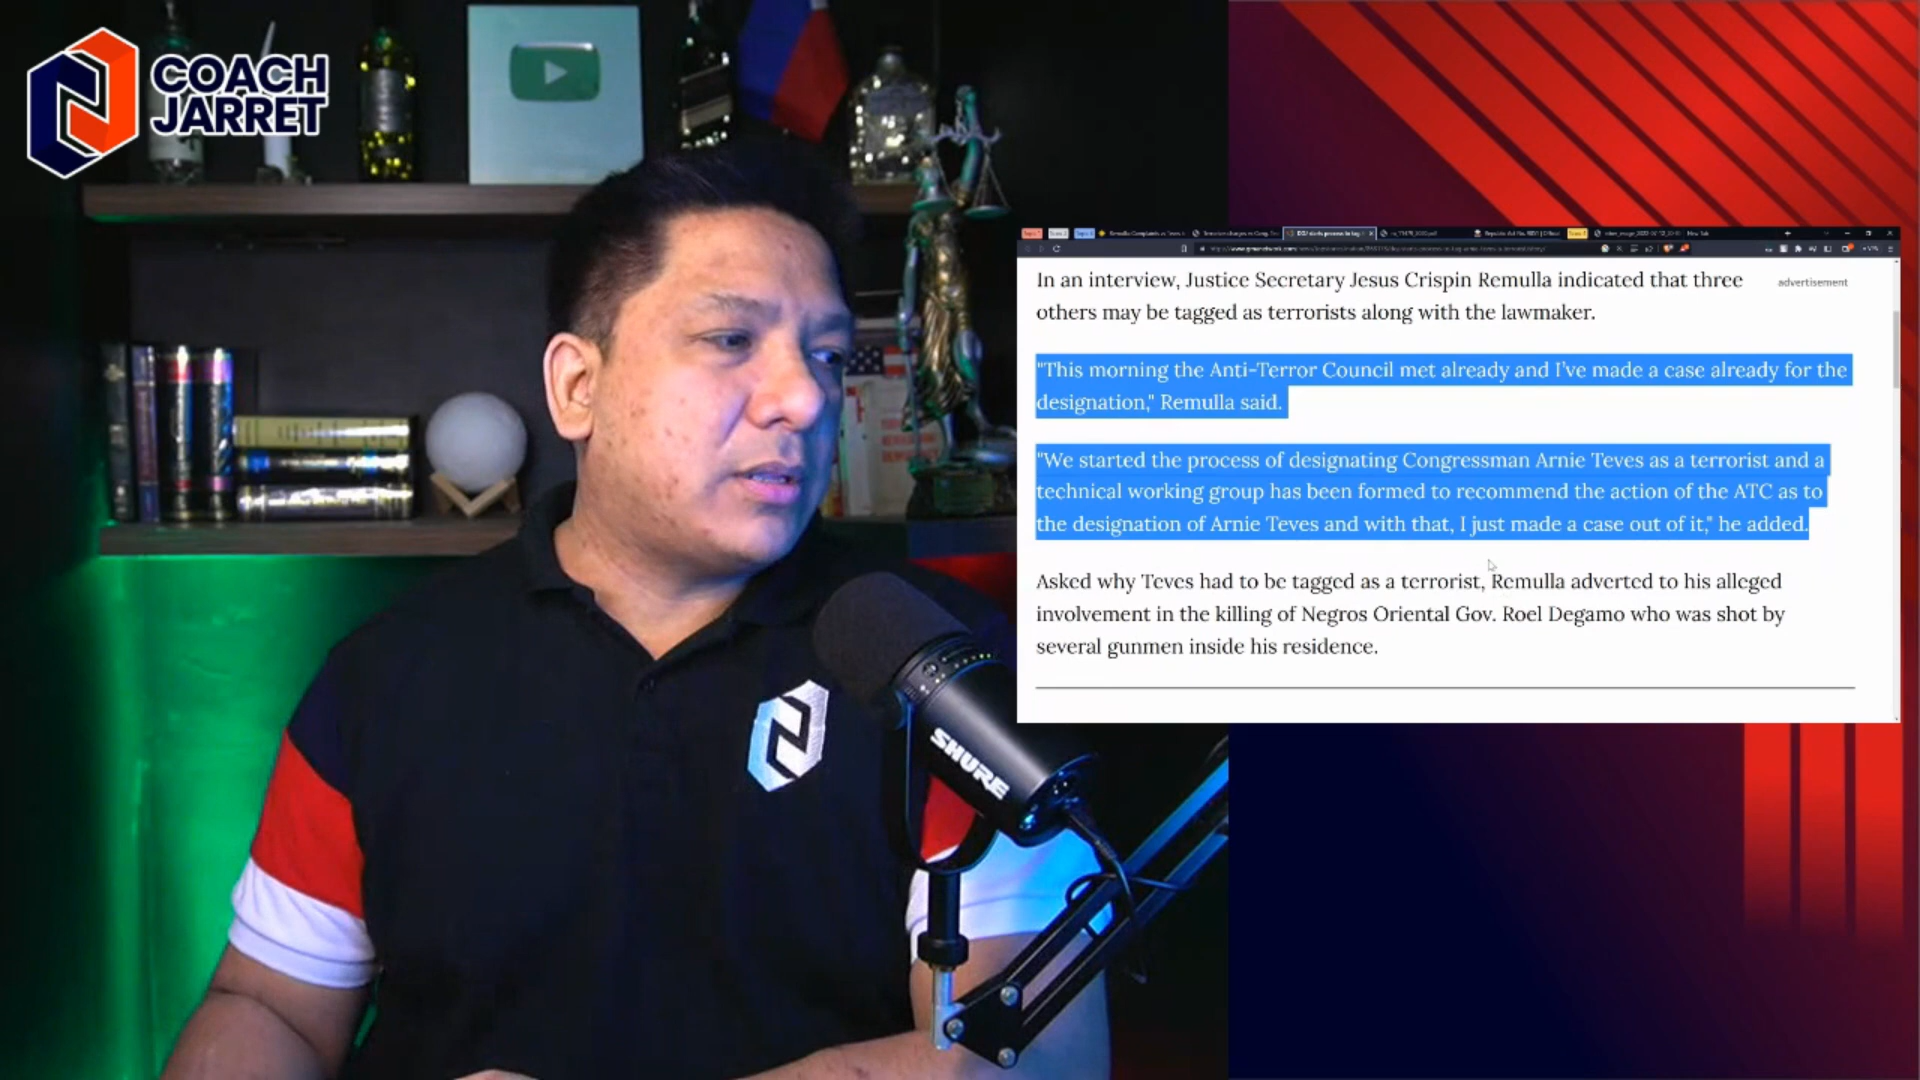 COACH
JARRET
advertisement
In an interview, Justice Secretary Jesus Crispin Remulla indicated that three
others may be tagged as terrorists along with the lawmaker.
"This morning the Anti-Terror Council met already and I've made a case already for the
designation," Remulla said.
"We started the process of designating Congressman Arnie Teves as a terrorist and a
technical working group has been formed to recommend the action of the ATC as to
the designation of Arnie Teves and with that, I just made a case out of it," he added.
Asked why Teves had to be tagged as a terrorist, Remulla adverted to his alleged
involvement in the killing of Negros Oriental Gov. Roel Degamo who was shot by
several gunmen inside his residence.
SHURE